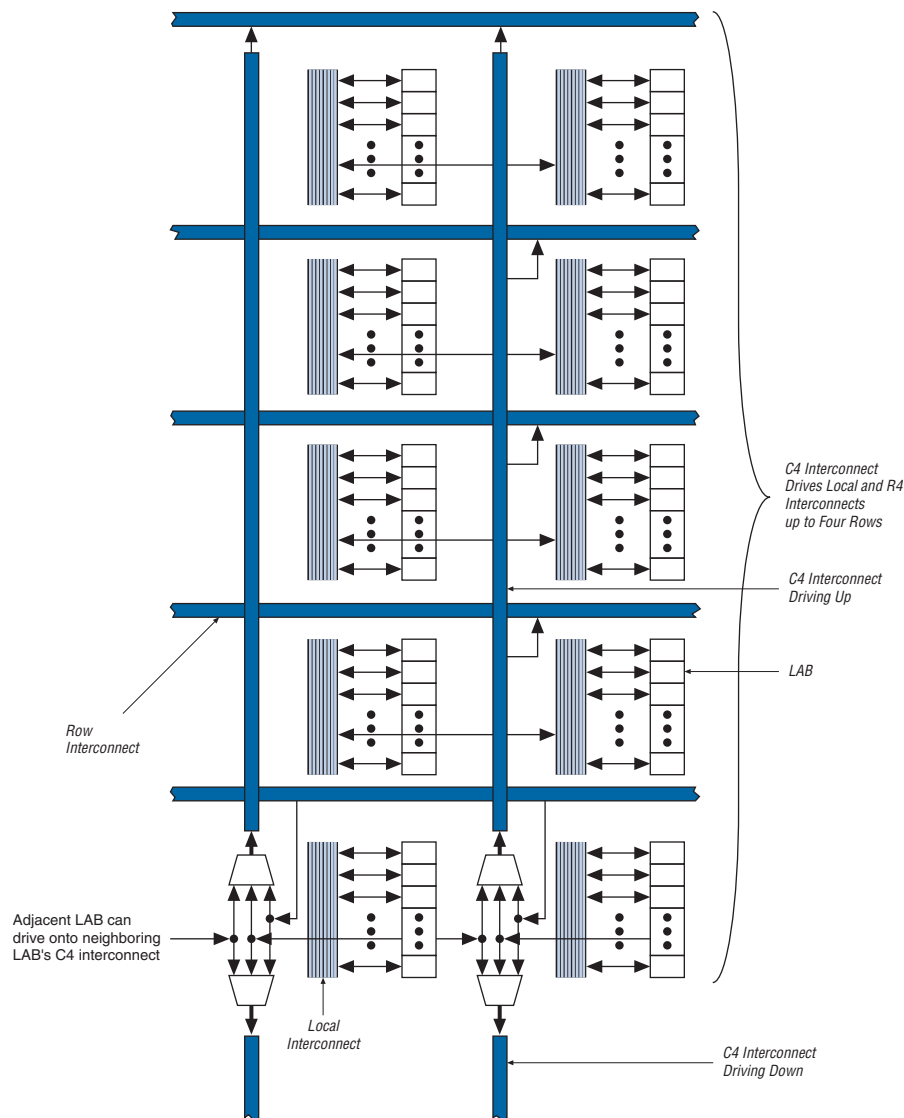 C4 Interconnect
Drives Local and R4
Interconnects
up to Four Rows
C4 Interconnect
Driving Up
LAB
Row
Interconnect
Adjacent LAB can
drive onto neighboring
LAB's C4 interconnect
Local
Interconnect
C4 Interconnect
Driving Down